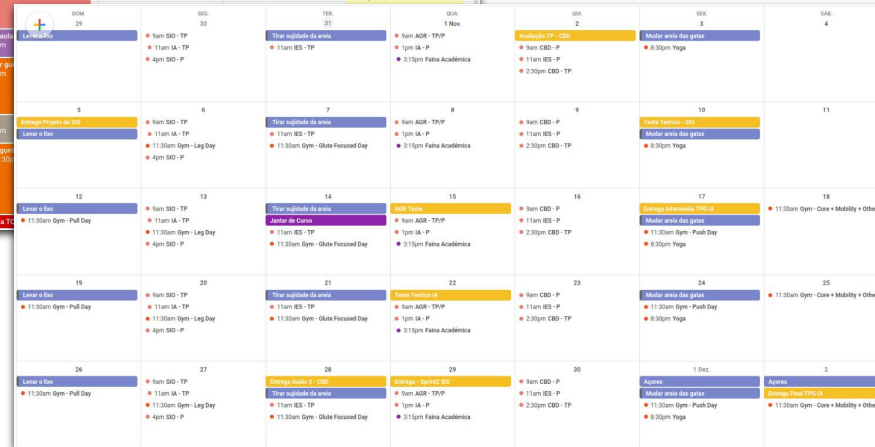 DOM. SEG. TER. QUA. QUI. SEX. SÁB.
29 30 31 1 Nov. 2 3 4
Levar o lixo
9am SIO - TP
11am IA - TP
4pm SIO - P
Tirar sujidade da areia
11am IES - TP
9am AGR - TP/P
1pm IA - P
3:15pm Faina Académica
Avaliação TP - CBD
9am CBD - P
11am IES - P
2:30pm CBD - TP
Mudar areia das gatas
8:30pm Yoga
5 6 7 8 9 10 11
Entrega Projeto de SIO
Levar o lixo
9am SIO - TP
11am IA - TP
11:30am Gym - Leg Day
4pm SIO - P
Tirar sujidade da areia
11am IES - TP
11:30am Gym - Glute Focused Day
9am AGR - TP/P
1pm IA - P
3:15pm Faina Académica
9am CBD - P
11am IES - P
2:30pm CBD - TP
Teste Teórico - SIO
Mudar areia das gatas
8:30pm Yoga
12 13 14 15 16 17 18
Levar o lixo
11:30am Gym - Pull Day
9am SIO - TP
11am IA - TP
11:30am Gym - Leg Day
4pm SIO - P
Tirar sujidade da areia
Jantar de Curso
11am IES - TP
11:30am Gym - Glute Focused Day
AGR Teste
9am AGR - TP/P
1pm IA - P
3:15pm Faina Académica
9am CBD - P
11am IES - P
2:30pm CBD - TP
Entrega Intermédia TPG IA
Mudar areia das gatas
11:30am Gym - Push Day
8:30pm Yoga
11:30am Gym - Core + Mobility + Othe
19 20 21 22 23 24 25
Levar o lixo
11:30am Gym - Pull Day
9am SIO - TP
11am IA - TP
11:30am Gym - Leg Day
4pm SIO - P
Tirar sujidade da areia
11am IES - TP
11:30am Gym - Glute Focused Day
Teste Teórico IA
9am AGR - TP/P
1pm IA - P
3:15pm Faina Académica
9am CBD - P
11am IES - P
2:30pm CBD - TP
Mudar areia das gatas
11:30am Gym - Push Day
8:30pm Yoga
11:30am Gym - Core + Mobility + Othe
26 27 28 29 30 1 Dez. 2
Levar o lixo
11:30am Gym - Pull Day
9am SIO - TP
11am IA - TP
11:30am Gym - Leg Day
4pm SIO - P
Entrega Guião 3 - CBD
Tirar sujidade da areia
11am IES - TP
11:30am Gym - Glute Focused Day
Entrega - Sprint2 IES
9am AGR - TP/P
1pm IA - P
3:15pm Faina Académica
9am CBD - P
11am IES - P
2:30pm CBD - TP
Açores
Mudar areia das gatas
11:30am Gym - Push Day
8:30pm Yoga
Açores
Entrega Final TPG IA
11:30am Gym - Core + Mobility + Othe